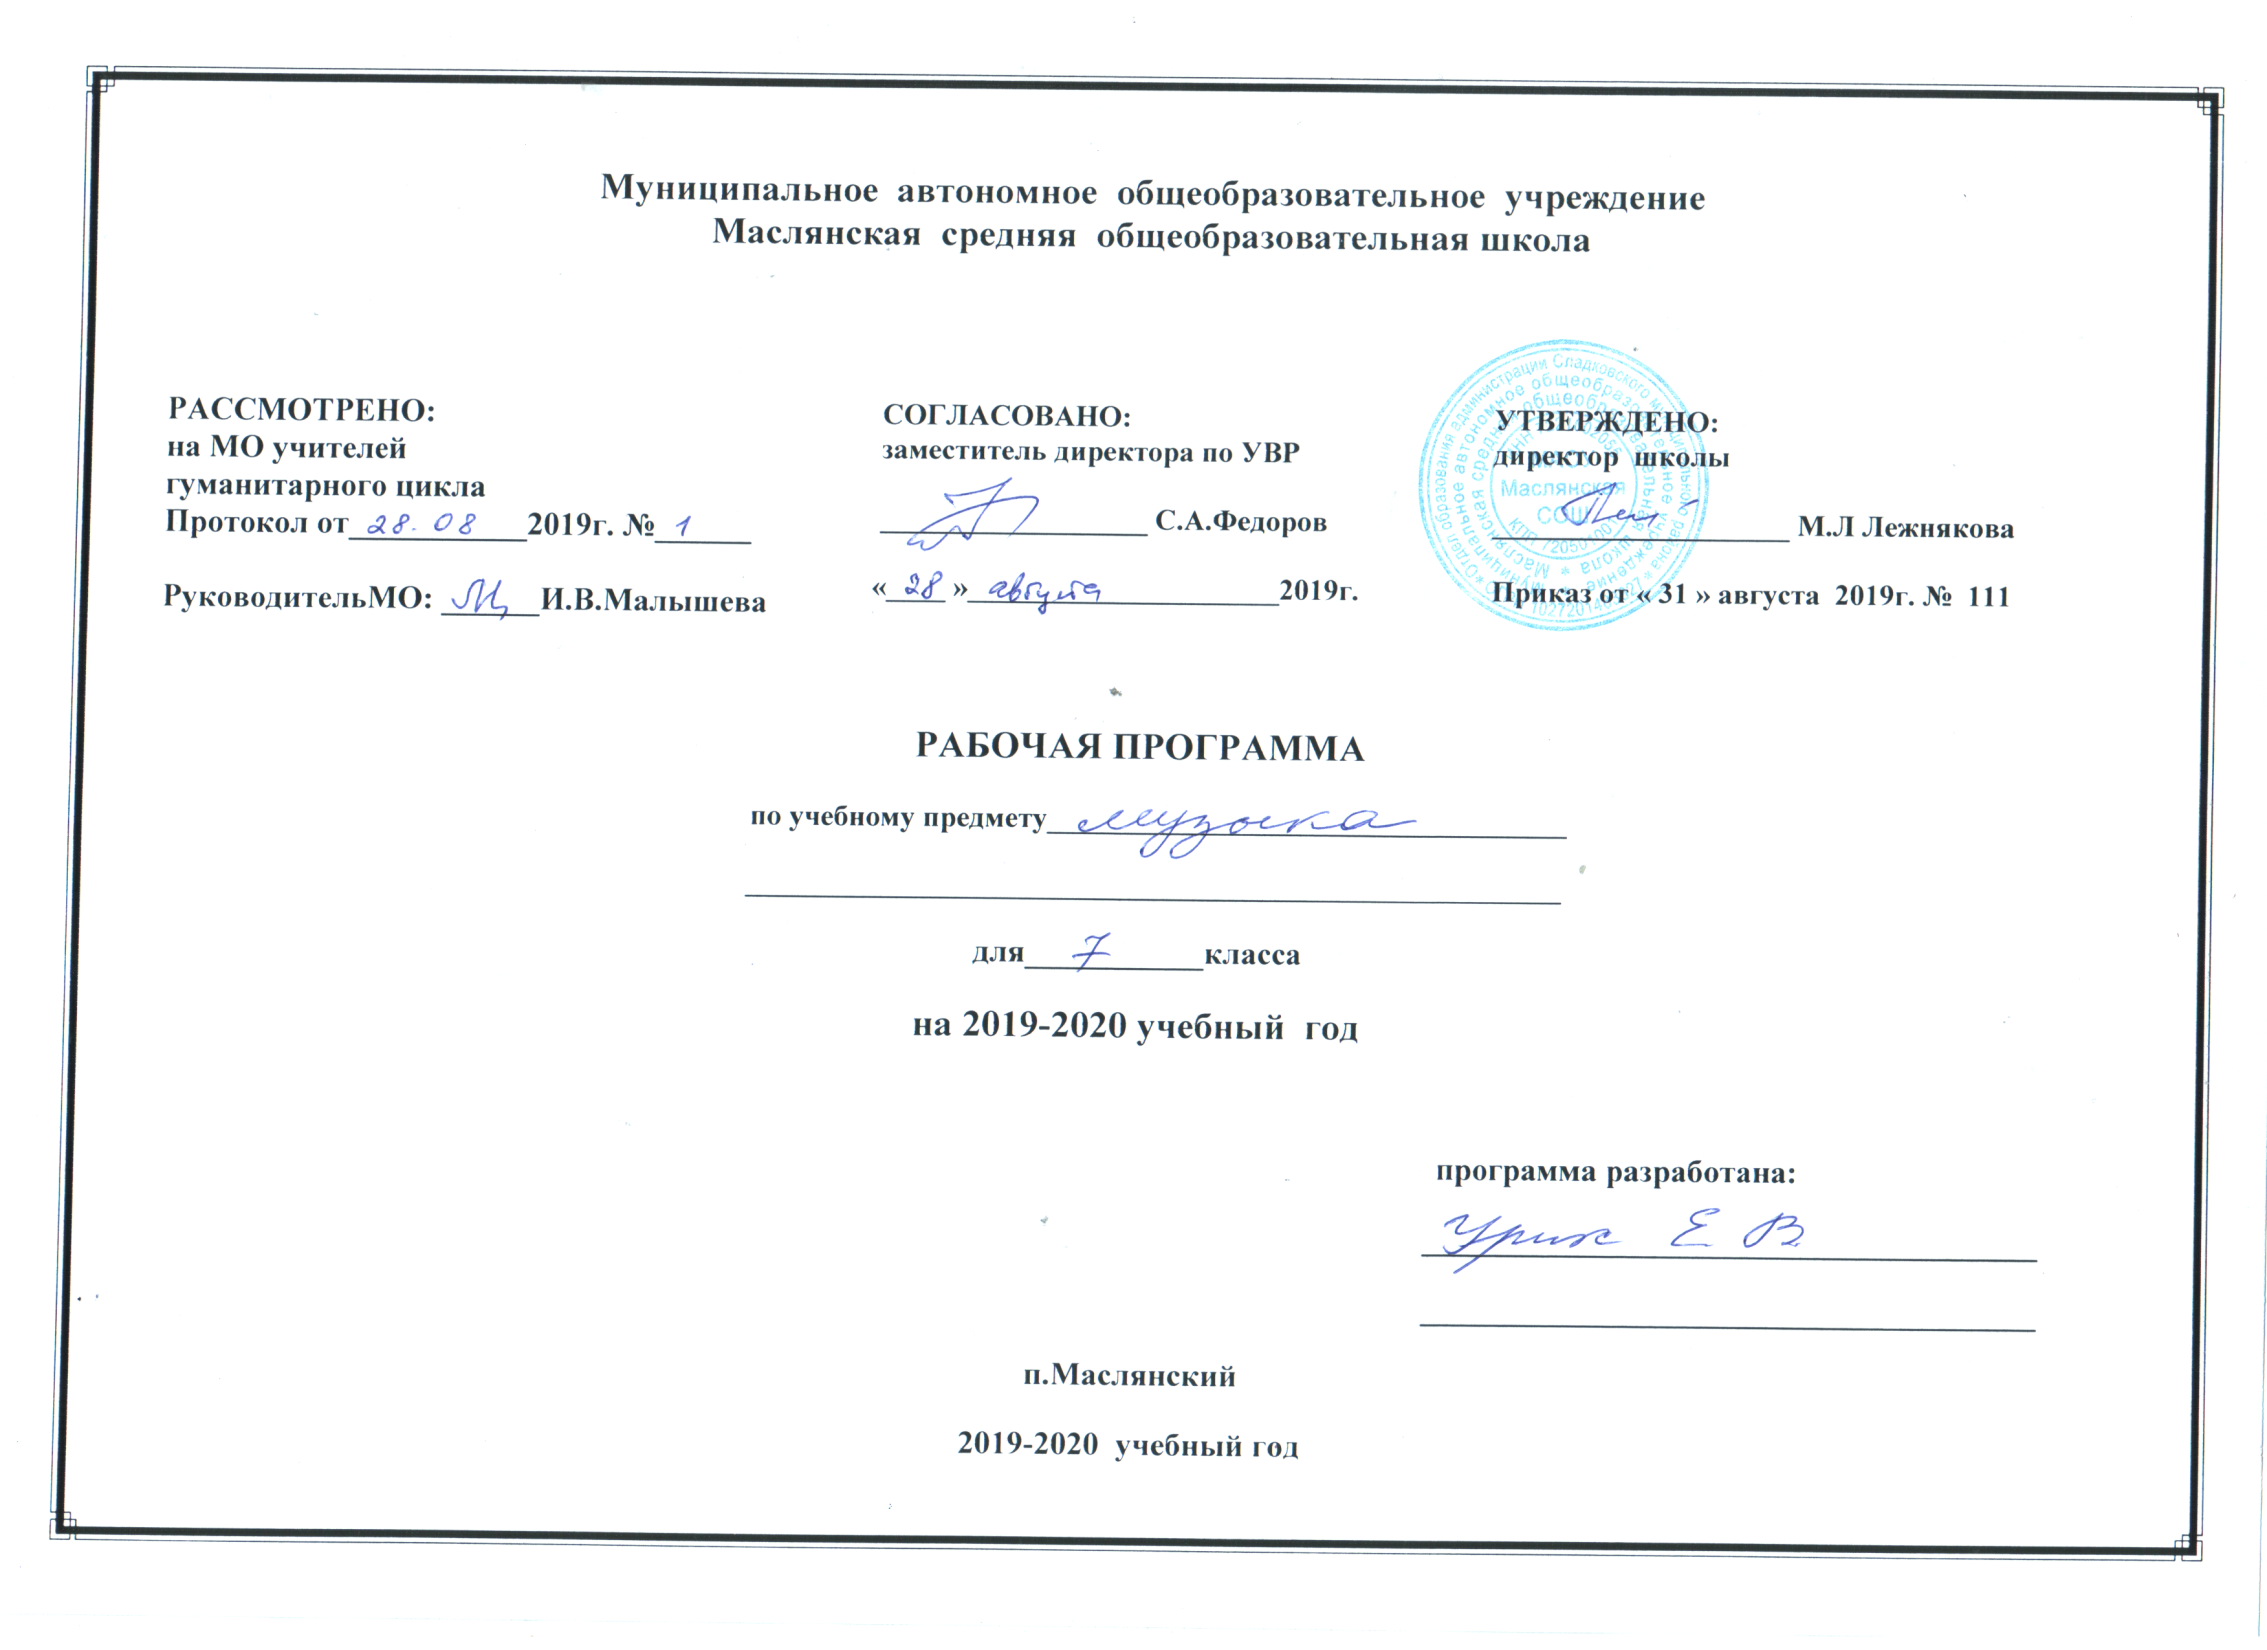 Муниципальное автономное общеобразовательное учреждение
Маслянская средняя общеобразовательная школа
РАССМОТРЕНО:
на МО учителей
гуманитарного цикла
Протокол от 28.08 2019г. № 1
РуководительМО: И.В.Малышева
СОГЛАСОВАНО:
заместитель директора по УВР
С.А.Федоров
« 28 » августа 2019г.
УТВЕРЖДЕНО:
директор школы
М.Л Лежнякова
Приказ от « 31 » августа 2019г. № 111
Маслянская
СОШ
РАБОЧАЯ ПРОГРАММА
по учебному предмету музыка
для 7 класса
на 2019-2020 учебный год
программа разработана:
Урих Е В
п.Маслянский
2019-2020 учебный год